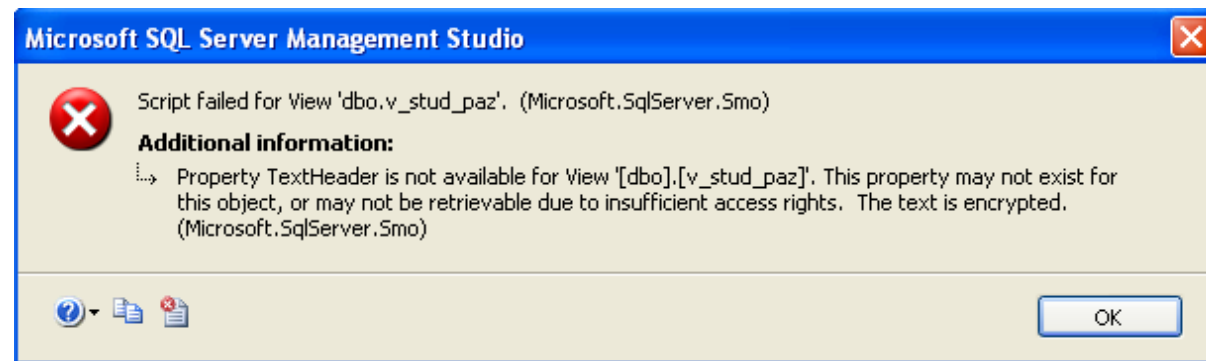 Microsoft SQL Server Management Studio
Script failed for View 'dbo.v_stud_paz'. (Microsoft.SqlServer.Smo)
Additional information:
Property TextHeader is not available for View '[dbo].[v_stud_paz]'. This property may not exist for
this object, or may not be retrievable due to insufficient access rights. The text is encrypted.
(Microsoft.SqlServer.Smo)
OK